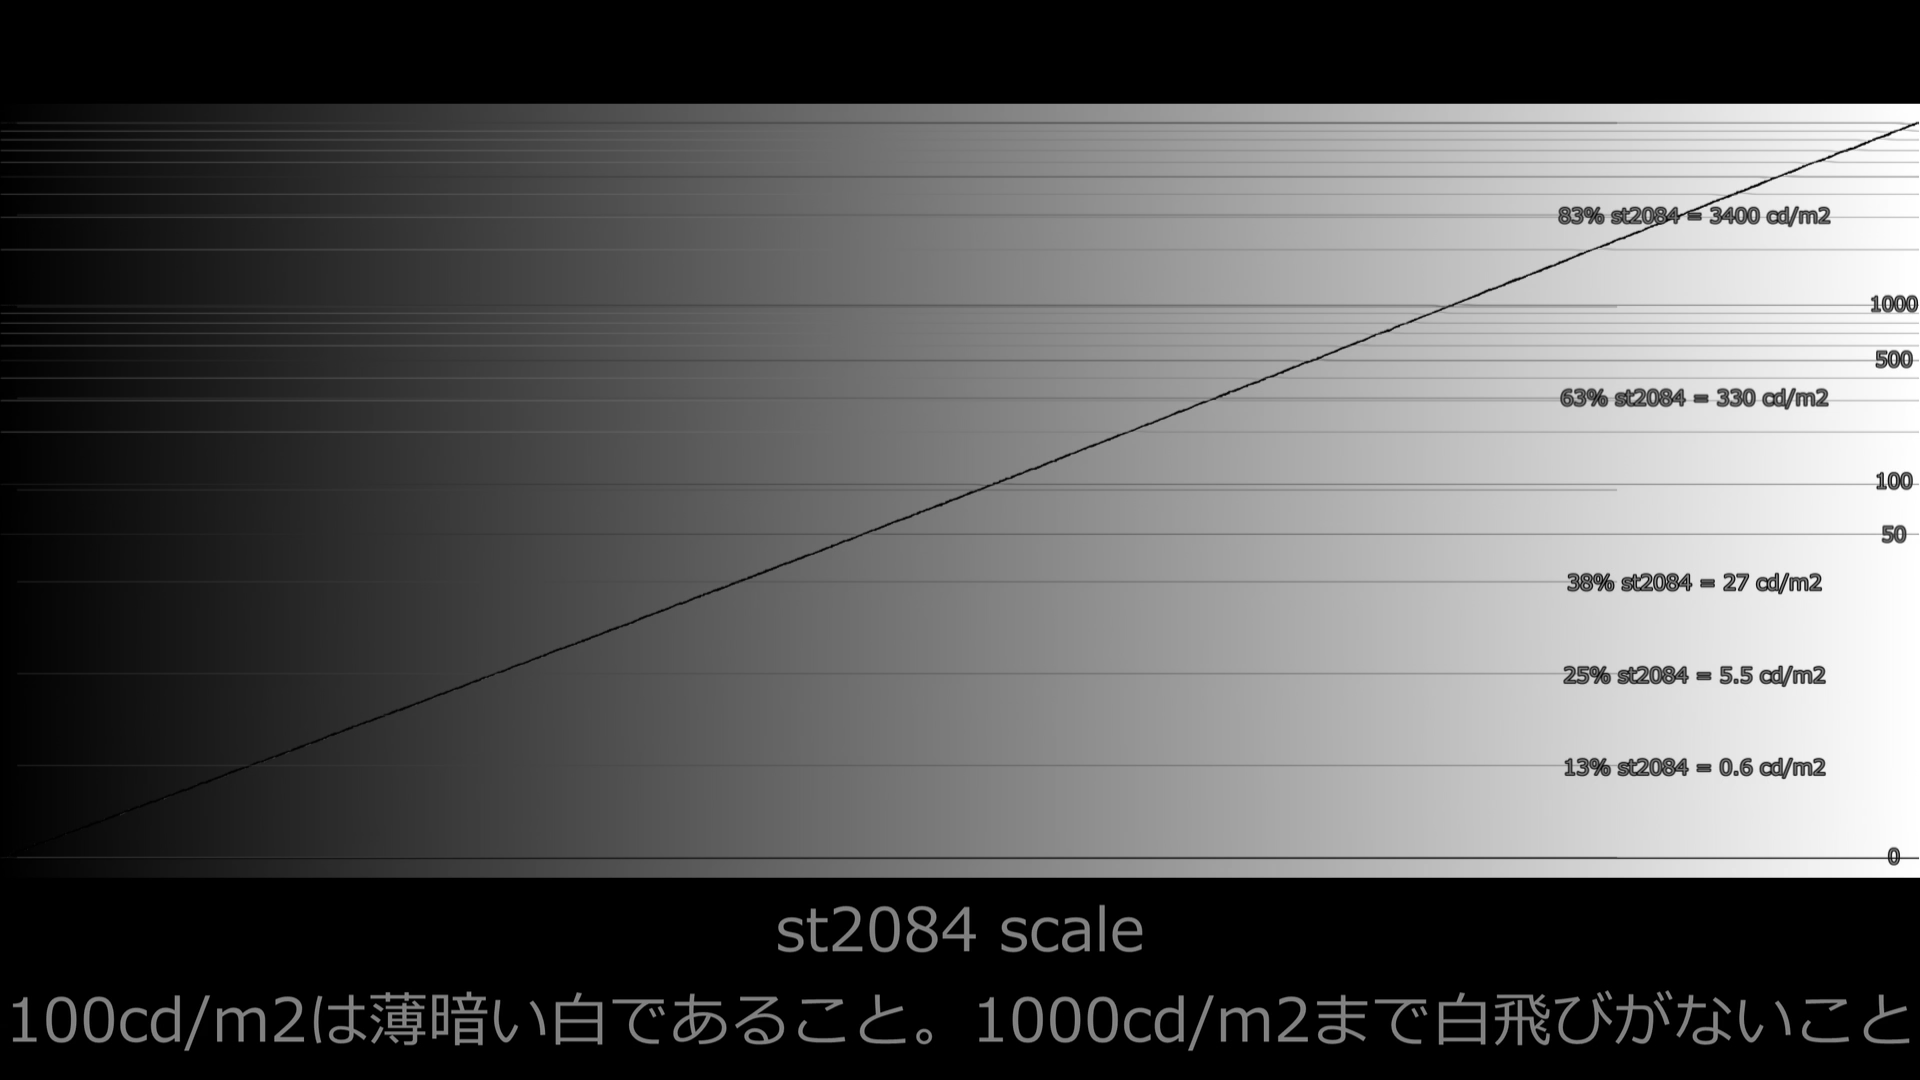 83% st2084 = 3400 cd/m2
1000
500
63% st2084 = 330 cd/m2
100
50
38% st2084 = 27 cd/m2
25% st2084 = 5.5 cd/m2
13% st2084 = 0.6 cd/m2
0
st2084 scale
100cd/m2は薄暗い白であること。1000cd/m2まで白飛びがないこと